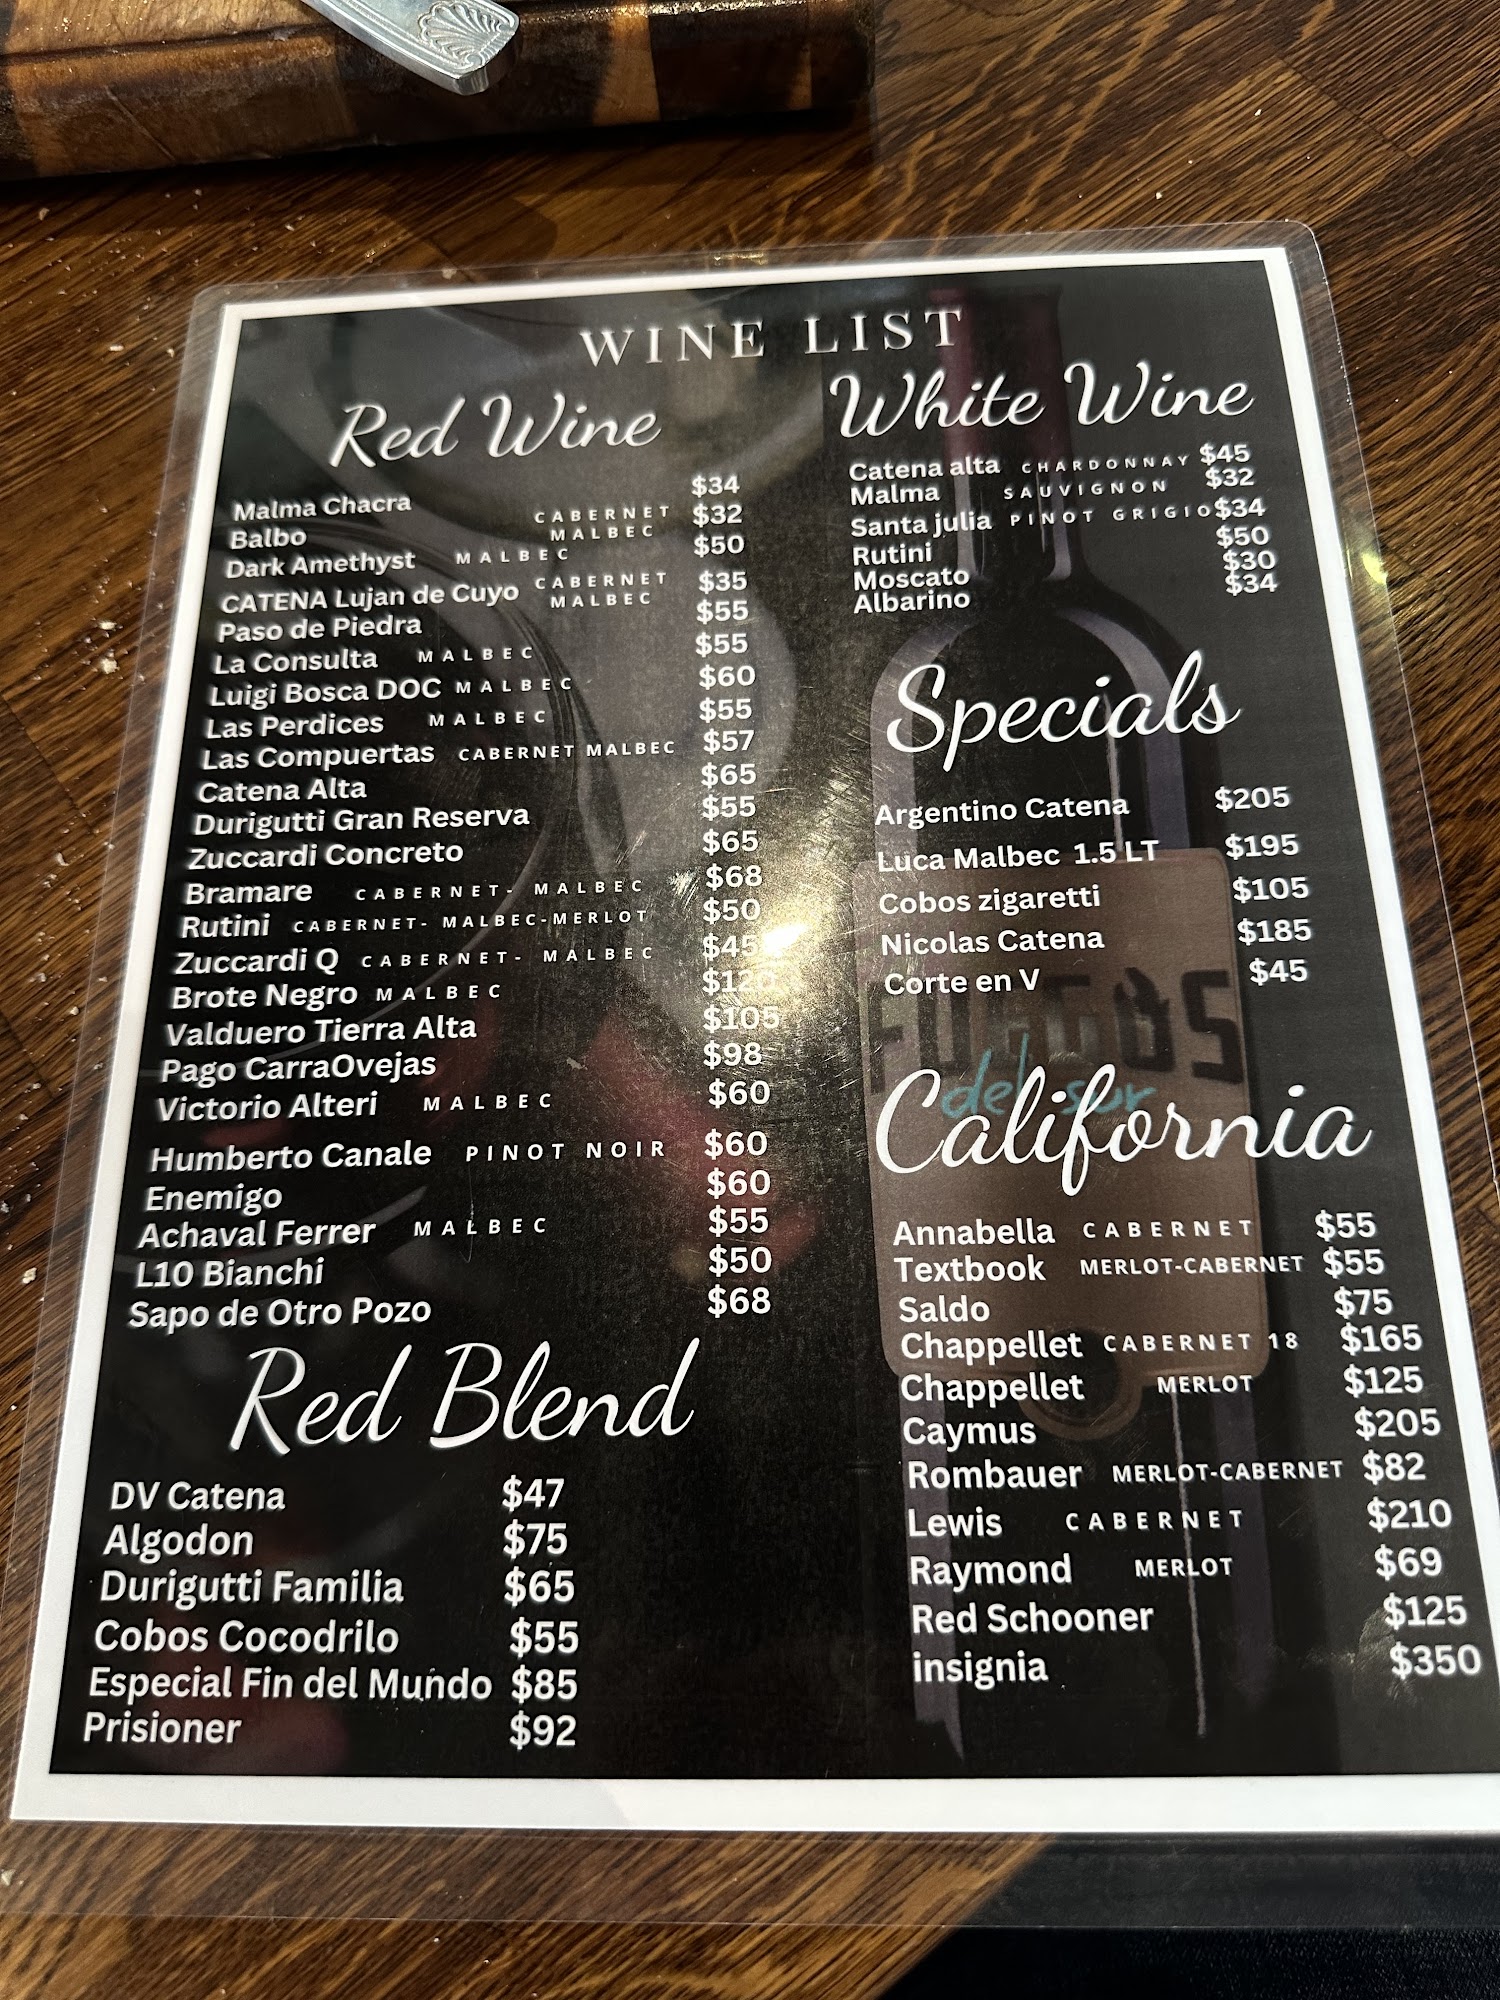 WINE LIST
Red Wine
Malma Chacra $34
Balbo CABERNET MALBEC $32
Dark Amethyst MALBEC $50
CATENA Lujan de Cuyo CABERNET MALBEC $35
Paso de Piedra $55
La Consulta MALBEC $55
Luigi Bosca DOC MALBEC $60
Las Perdices MALBEC $55
Las Compuertas CABERNET MALBEC $57
Catena Alta $65
Durigutti Gran Reserva $55
Zuccardi Concreto $65
Bramare CABERNET- MALBEC $68
Rutini CABERNET- MALBEC-MERLOT $50
Zuccardi Q CABERNET- MALBEC $45
Brote Negro MALBEC $120
Valduero Tierra Alta $105
Pago CarraOvejas $98
Victorio Alteri MALBEC $60
Humberto Canale PINOT NOIR $60
Enemigo $60
Achaval Ferrer MALBEC $55
L10 Bianchi $50
Sapo de Otro Pozo $68
Red Blend
DV Catena $47
Algodon $75
Durigutti Familia $65
Cobos Cocodrilo $55
Especial Fin del Mundo $85
Prisioner $92
White Wine
Catena alta CHARDONNAY $45
Malma SAUVIGNON $32
Santa julia PINOT GRIGIO $34
Rutini $50
Moscato $30
Albarino $34
Specials
Argentino Catena $205
Luca Malbec 1.5 LT $195
Cobos zigaretti $105
Nicolas Catena $185
Corte en V $45
FUEGOS
del sur
California
Annabella CABERNET $55
Textbook MERLOT-CABERNET $55
Saldo $75
Chappellet CABERNET 18 $165
Chappellet MERLOT $125
Caymus $205
Rombauer MERLOT-CABERNET $82
Lewis CABERNET $210
Raymond MERLOT $69
Red Schooner $125
insignia $350